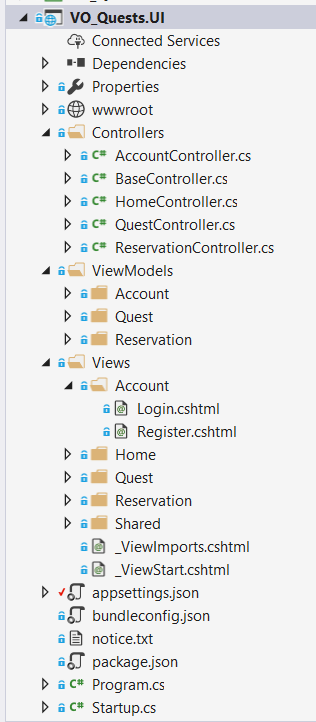 VO_Quests.UI
Connected Services
Dependencies
Properties
wwwroot
Controllers
C# AccountController.cs
C# BaseController.cs
C# HomeController.cs
C# QuestController.cs
C# ReservationController.cs
ViewModels
Account
Quest
Reservation
Views
Account
Login.cshtml
Register.cshtml
Home
Quest
Reservation
Shared
_ViewImports.cshtml
_ViewStart.cshtml
appsettings.json
bundleconfig.json
notice.txt
package.json
C# Program.cs
C# Startup.cs